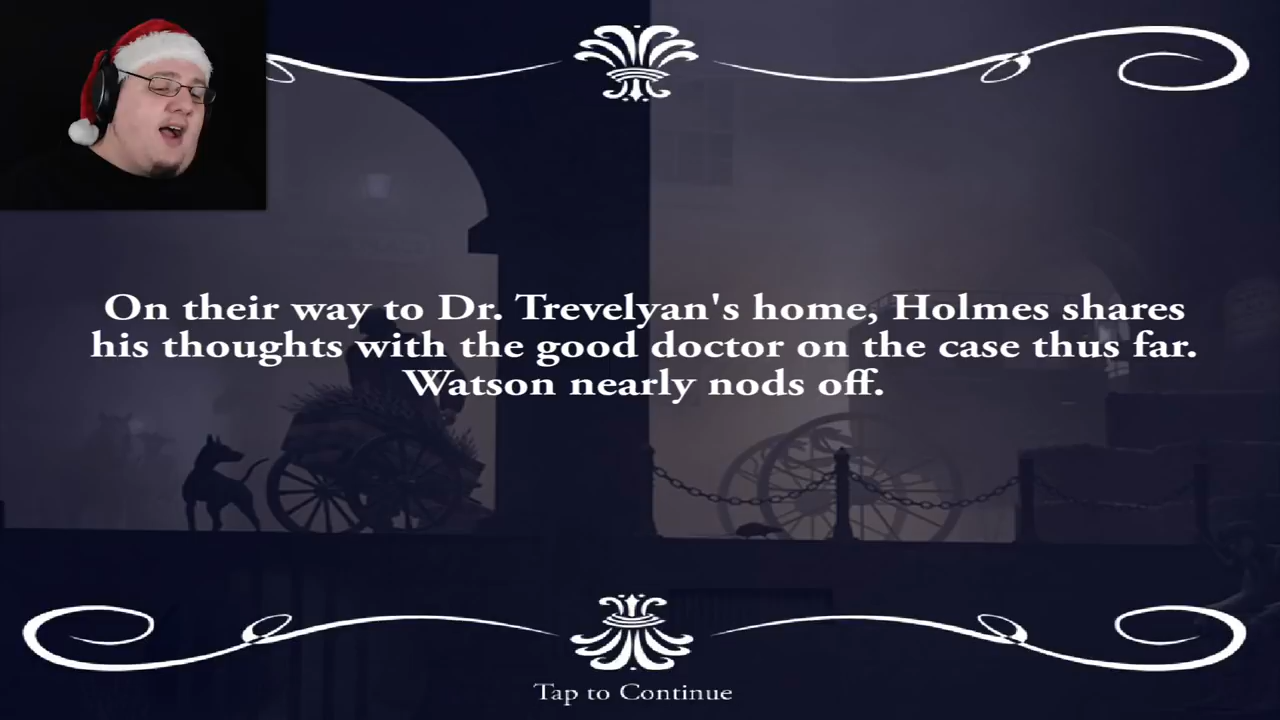 On their way to Dr. Trevelyan's home, Holmes shares
his thoughts with the good doctor on the case thus far.
Watson nearly nods off.
Tap to Continue